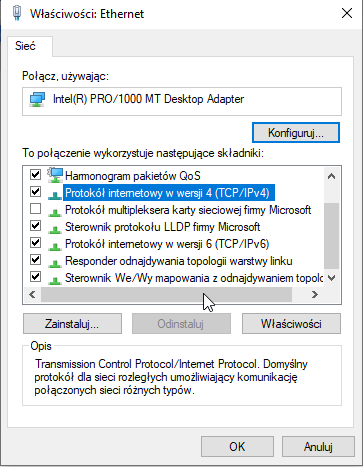 Właściwości: Ethernet
Sieć
Połącz, używając:
Intel(R) PRO/1000 MT Desktop Adapter
Konfiguruj...
To połączenie wykorzystuje następujące składniki:
Harmonogram pakietów QoS
Protokół internetowy w wersji 4 (TCP/IPv4)
Protokół multipleksera karty sieciowej firmy Microsoft
Sterownik protokołu LLDP firmy Microsoft
Protokół internetowy w wersji 6 (TCP/IPv6)
Responder odnajdywania topologii warstwy linku
Sterownik We/Wy mapowania z odnajdywaniem topolo
Zainstaluj...
Odinstaluj
Właściwości
Opis
Transmission Control Protocol/Internet Protocol. Domyślny
protokół dla sieci rozległych umożliwiający komunikację
połączonych sieci różnych typów.
OK
Anuluj